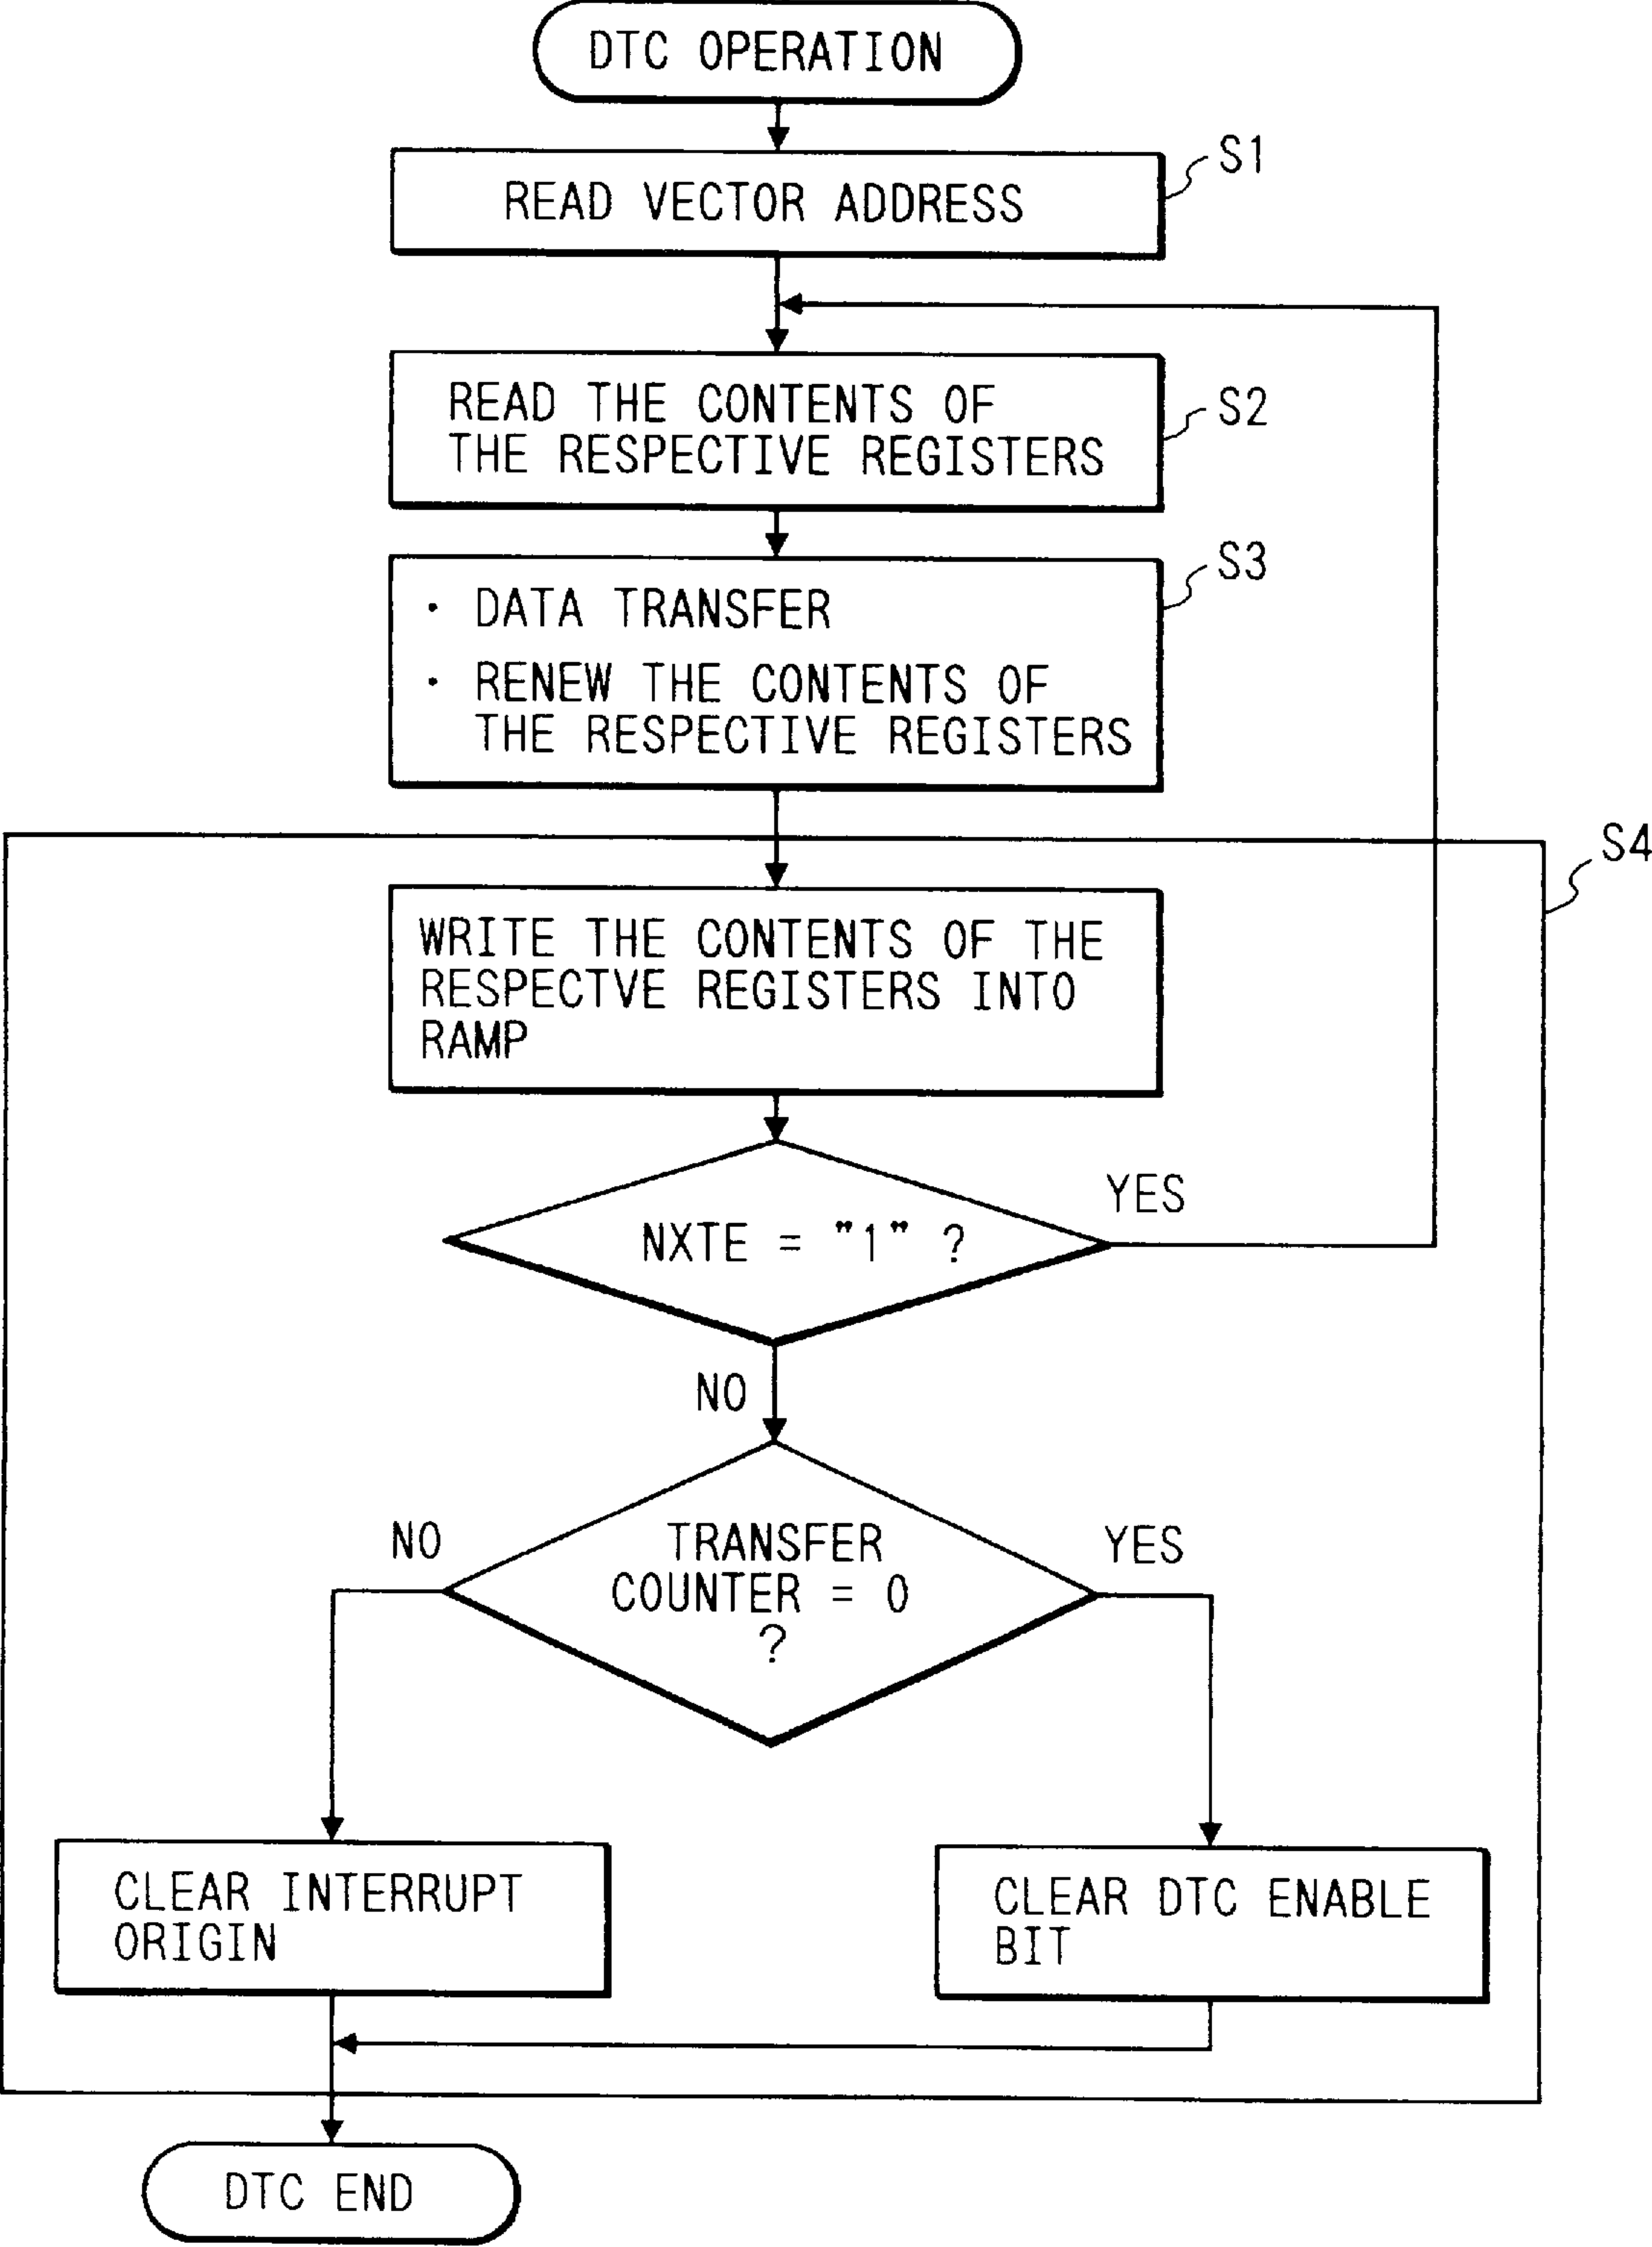 DTC OPERATION
READ VECTOR ADDRESS
S1
READ THE CONTENTS OF
THE RESPECTIVE REGISTERS
S2
· DATA TRANSFER
· RENEW THE CONTENTS OF
THE RESPECTIVE REGISTERS
S3
S4
WRITE THE CONTENTS OF THE
RESPECTVE REGISTERS INTO
RAMP
NXTE = "1" ?
YES
NO
TRANSFER
COUNTER = 0
?
NO
YES
CLEAR INTERRUPT
ORIGIN
CLEAR DTC ENABLE
BIT
DTC END